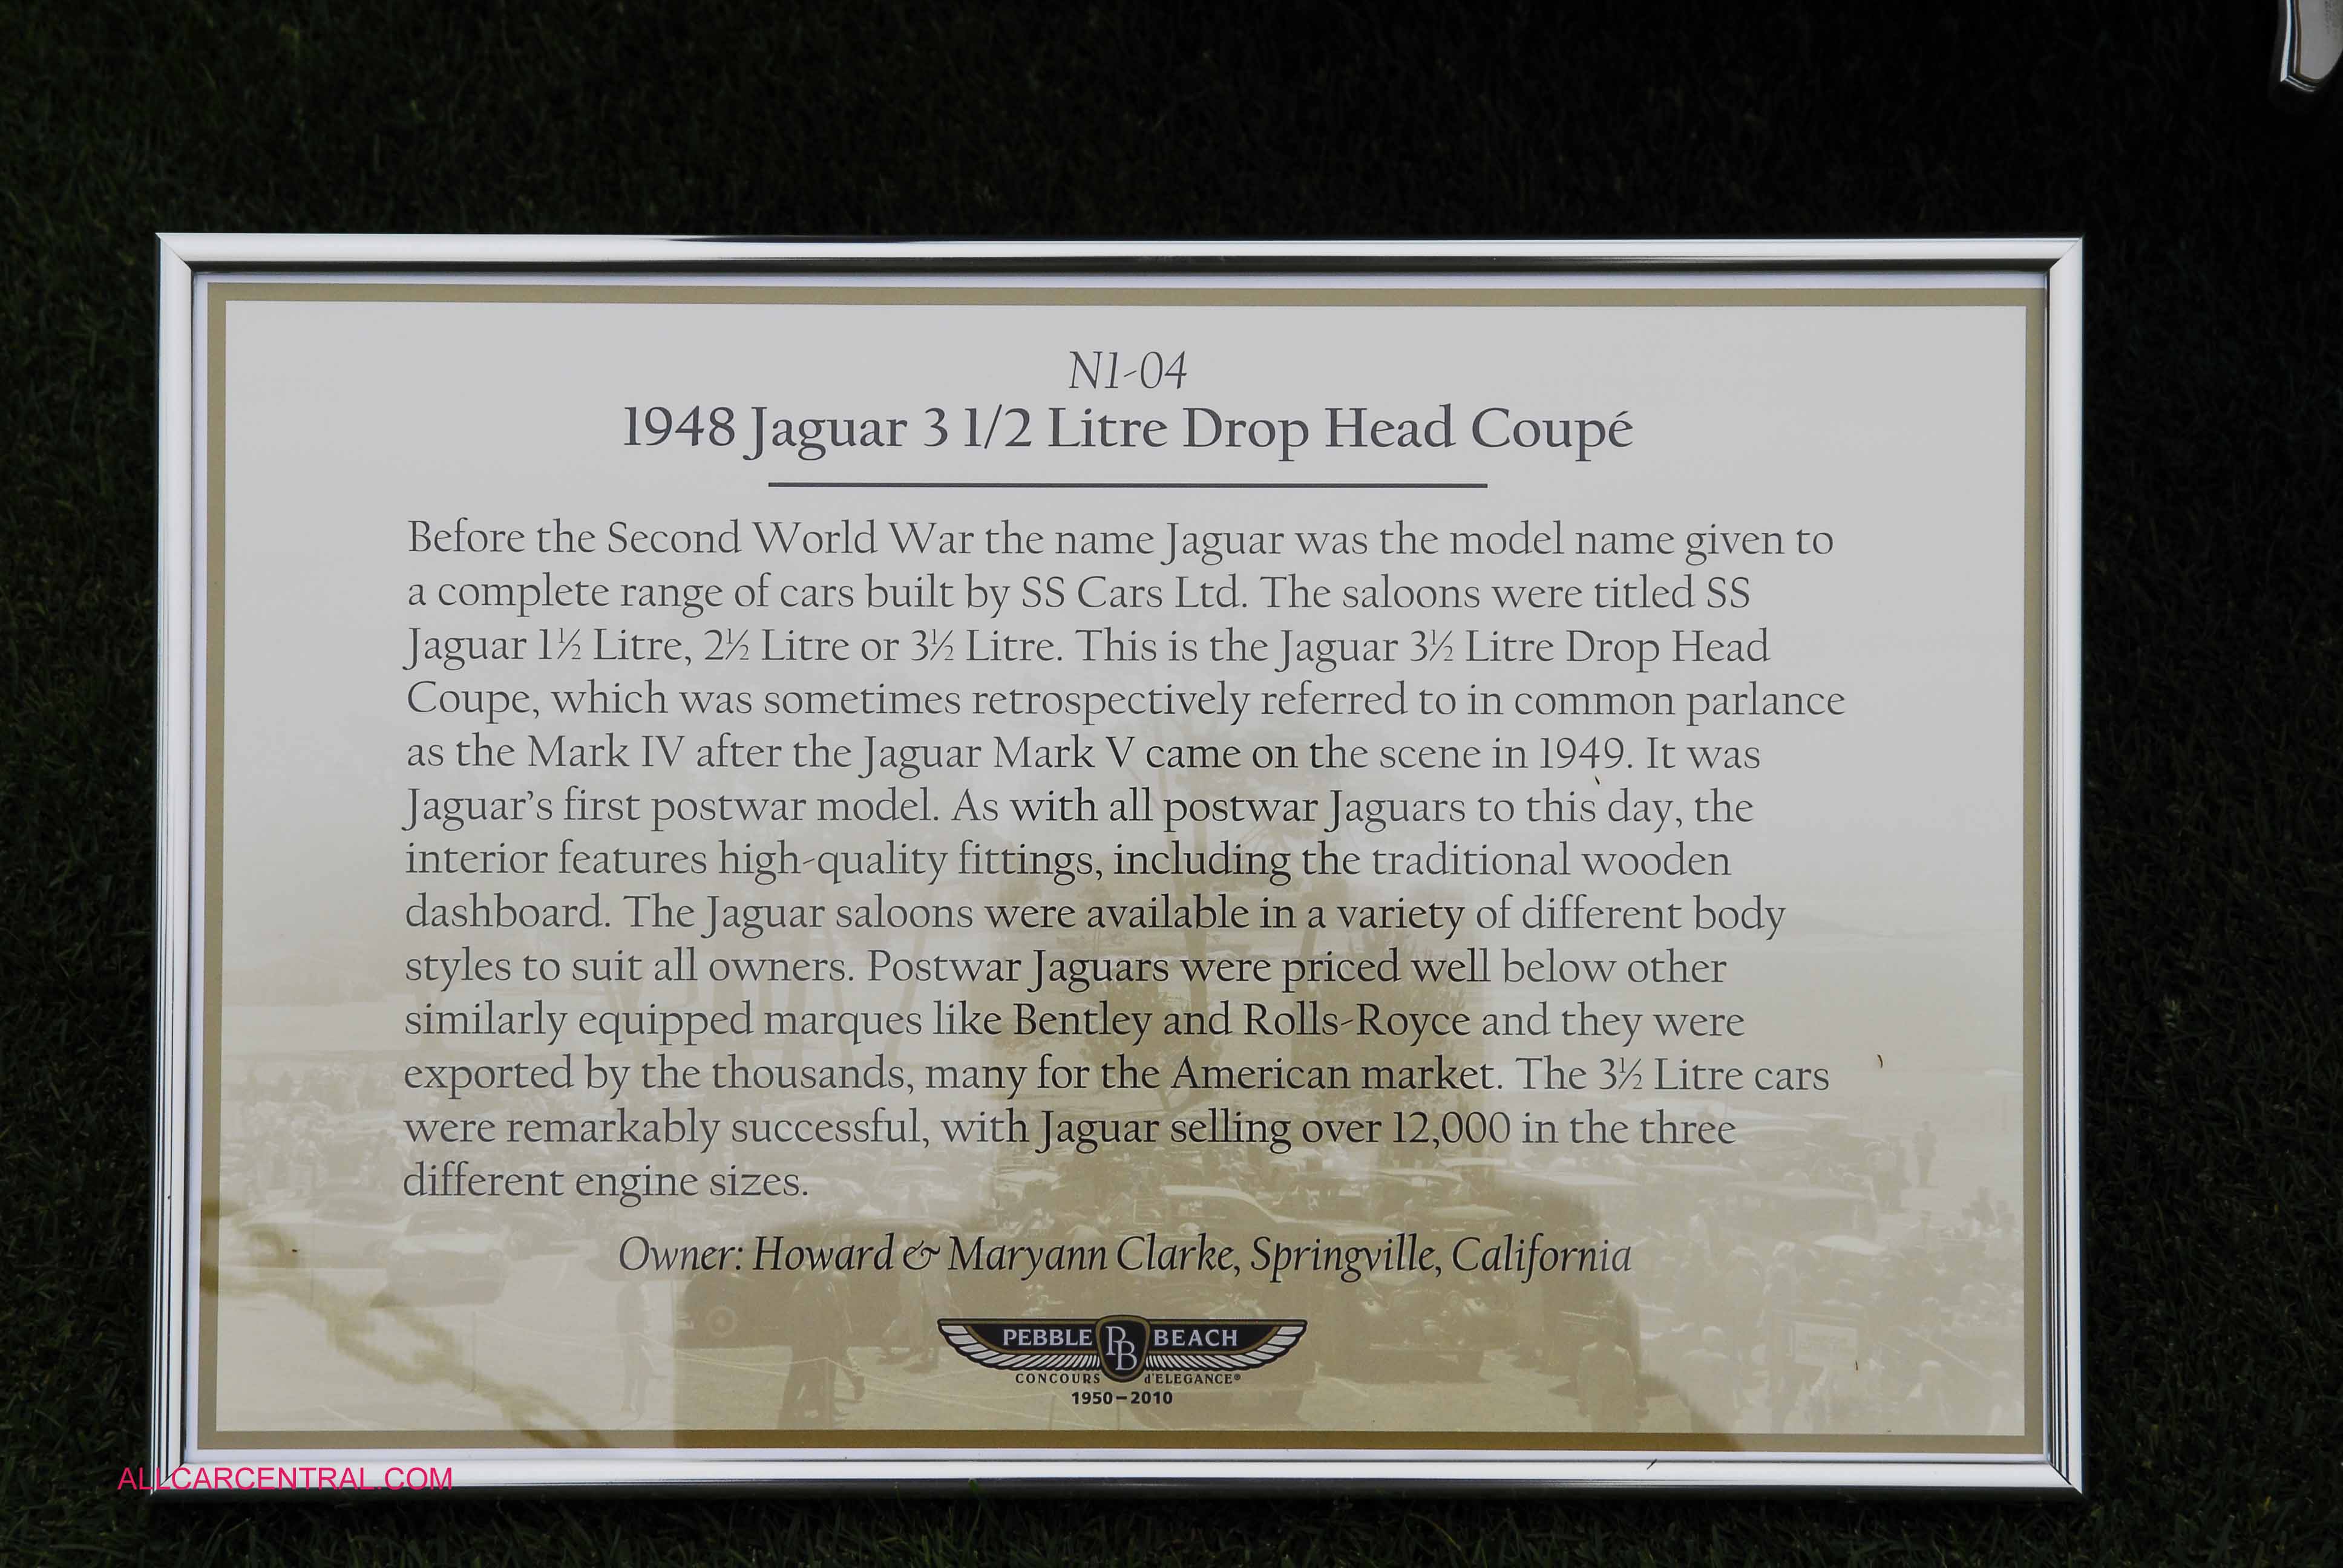 N1-04
1948 Jaguar 3 1/2 Litre Drop Head Coupé
Before the Second World War the name Jaguar was the model name given to
a complete range of cars built by SS Cars Ltd. The saloons were titled SS
Jaguar 1½ Litre, 2½ Litre or 3½ Litre. This is the Jaguar 3½ Litre Drop Head
Coupe, which was sometimes retrospectively referred to in common parlance
as the Mark IV after the Jaguar Mark V came on the scene in 1949. It was
Jaguar's first postwar model. As with all postwar Jaguars to this day, the
interior features high-quality fittings, including the traditional wooden
dashboard. The Jaguar saloons were available in a variety of different body
styles to suit all owners. Postwar Jaguars were priced well below other
similarly equipped marques like Bentley and Rolls-Royce and they were
exported by the thousands, many for the American market. The 3½ Litre cars
were remarkably successful, with Jaguar selling over 12,000 in the three
different engine sizes.
Owner: Howard & Maryann Clarke, Springville, California
PEBBLE PB BEACH
CONCOURS d'ELEGANCE®
1950–2010
ALLCARCENTRAL.COM